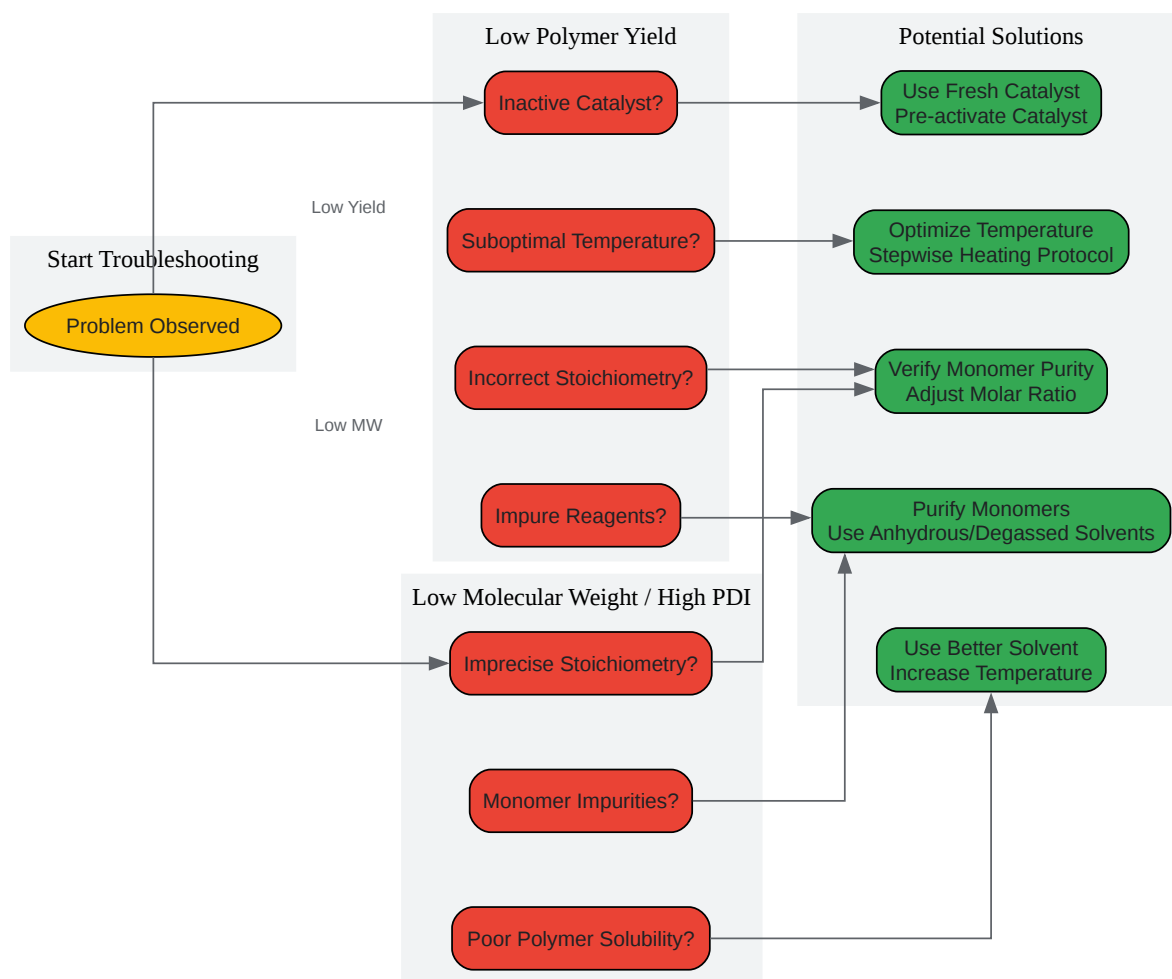 Low Polymer Yield
Potential Solutions
Inactive Catalyst?
Use Fresh Catalyst
Pre-activate Catalyst
Low Yield
Suboptimal Temperature?
Optimize Temperature
Stepwise Heating Protocol
Start Troubleshooting
Problem Observed
Incorrect Stoichiometry?
Verify Monomer Purity
Adjust Molar Ratio
Low MW
Impure Reagents?
Purify Monomers
Use Anhydrous/Degassed Solvents
Low Molecular Weight / High PDI
Imprecise Stoichiometry?
Use Better Solvent
Increase Temperature
Monomer Impurities?
Poor Polymer Solubility?